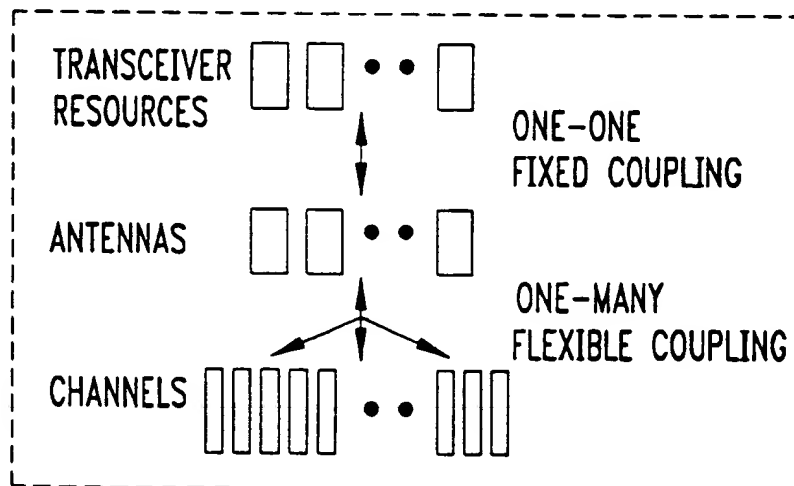 TRANSCEIVER
RESOURCES
ONE-ONE
FIXED COUPLING
ANTENNAS
ONE-MANY
FLEXIBLE COUPLING
CHANNELS